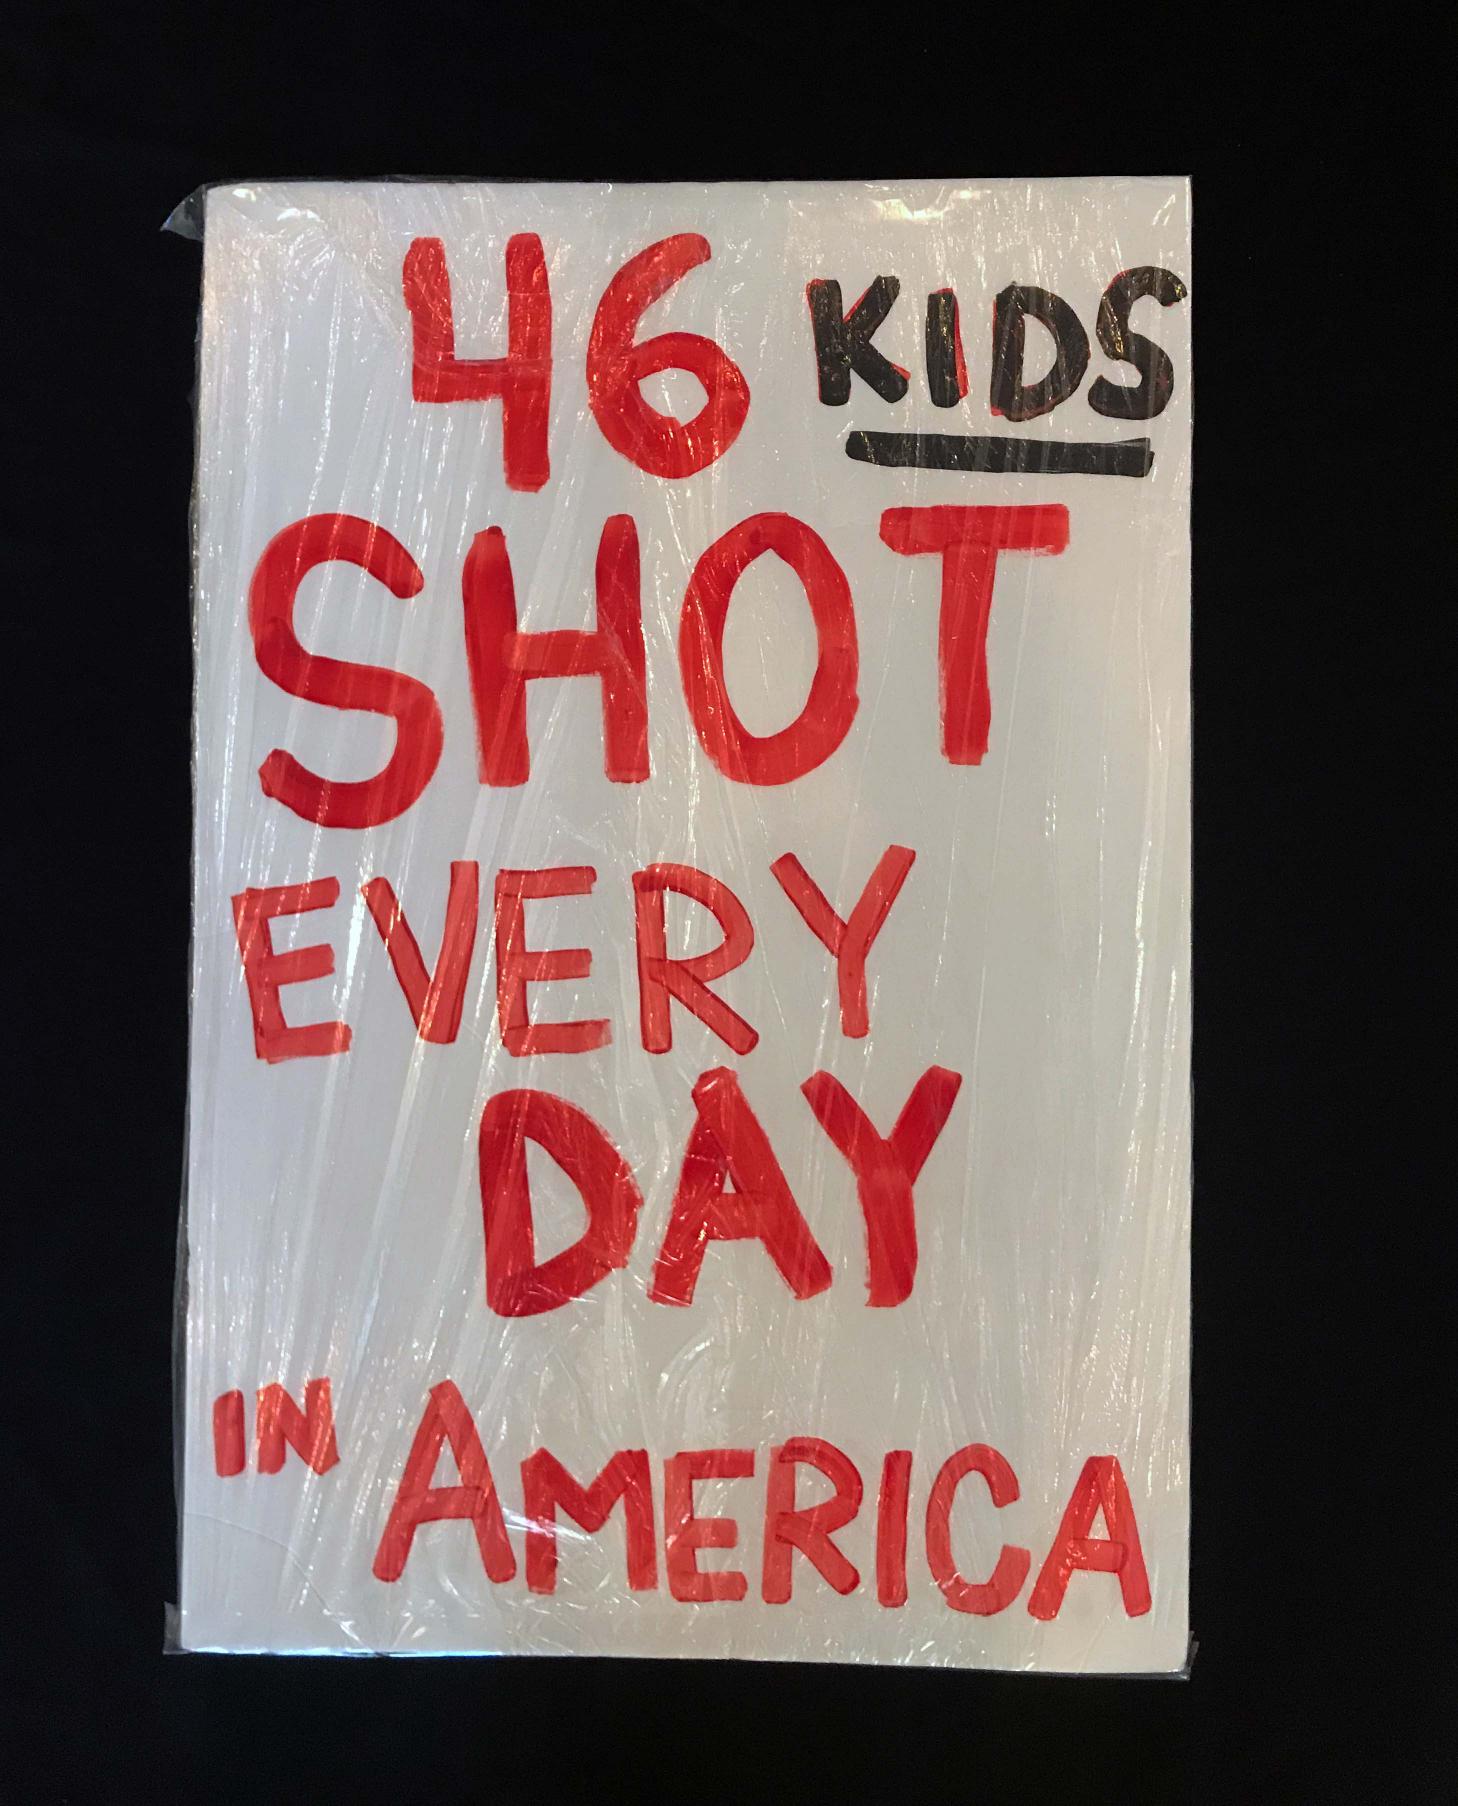 46 KIDS
SHOT
EVERY
DAY
IN AMERICA